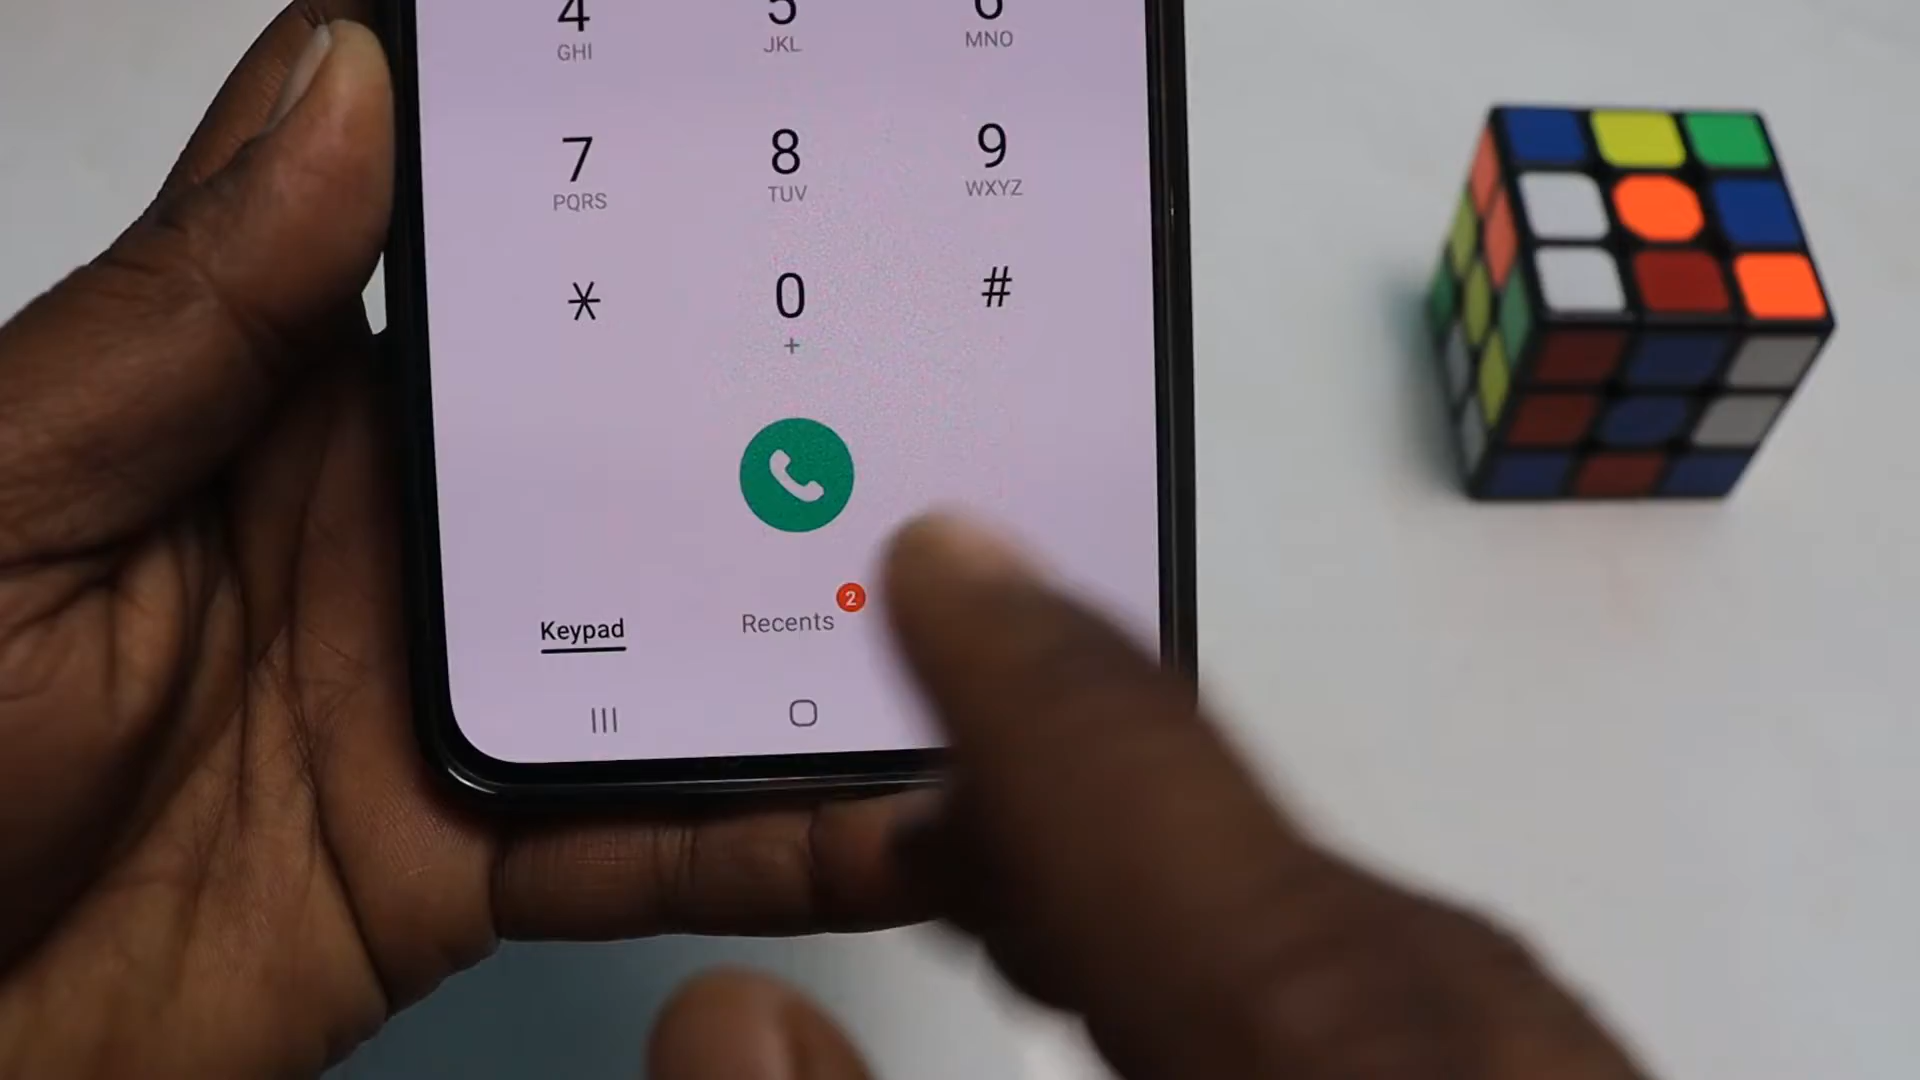 4 5 6
GHI JKL MNO
7 8 9
PQRS TUV WXYZ
* 0 #
+
2
Keypad Recents